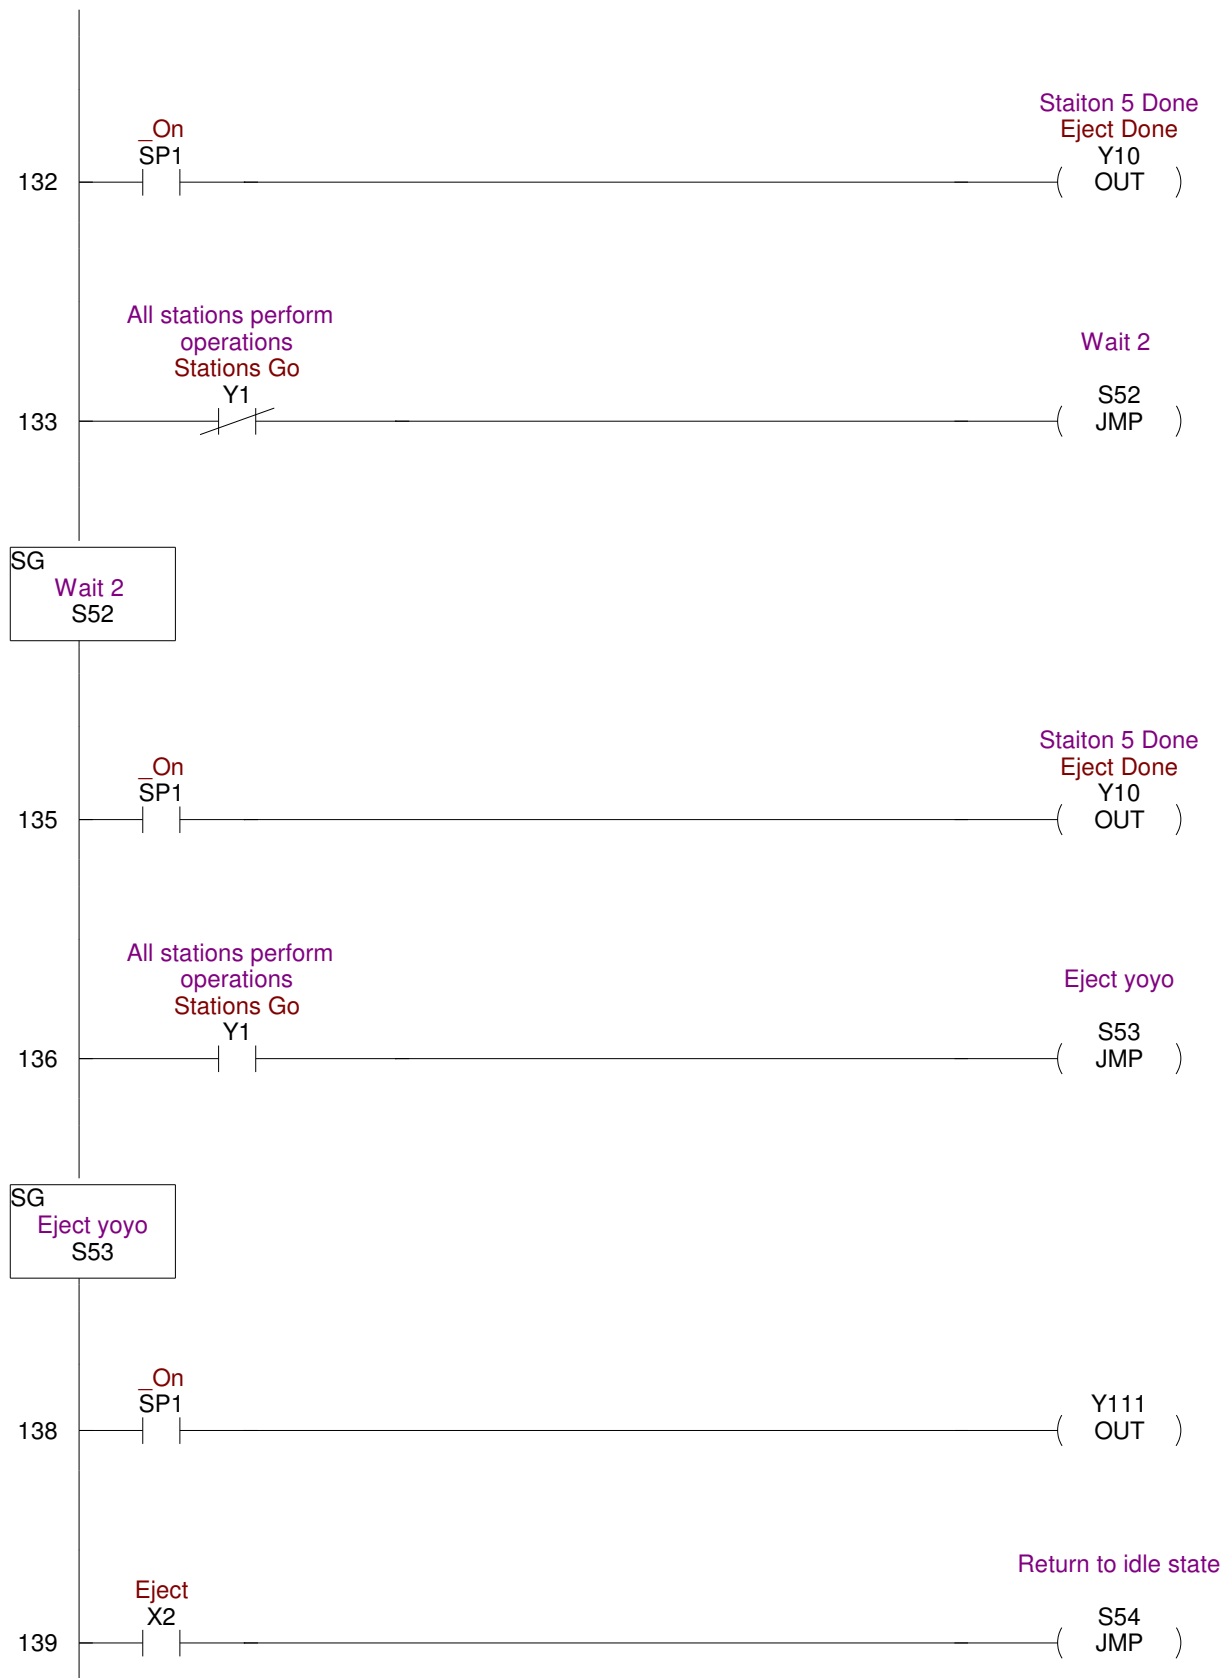 Staiton 5 Done
_On
Eject Done
SP1
Y10
132
OUT
All stations perform
operations
Wait 2
Stations Go
Y1
S52
133
JMP
SG
Wait 2
S52
Staiton 5 Done
_On
Eject Done
SP1
Y10
135
OUT
All stations perform
operations
Eject yoyo
Stations Go
Y1
S53
136
JMP
SG
Eject yoyo
S53
_On
SP1
Y111
138
OUT
Return to idle state
Eject
X2
S54
139
JMP